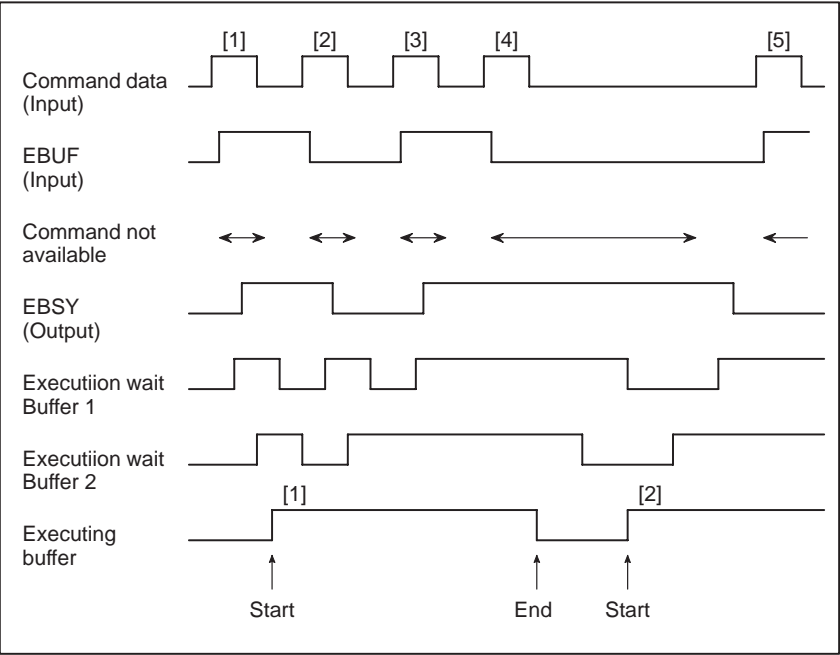 [1] [2] [3] [4] [5]
Command data
(Input)
EBUF
(Input)
Command not
available
EBSY
(Output)
Executiion wait
Buffer 1
Executiion wait
Buffer 2
[1] [2]
Executing
buffer
Start End Start